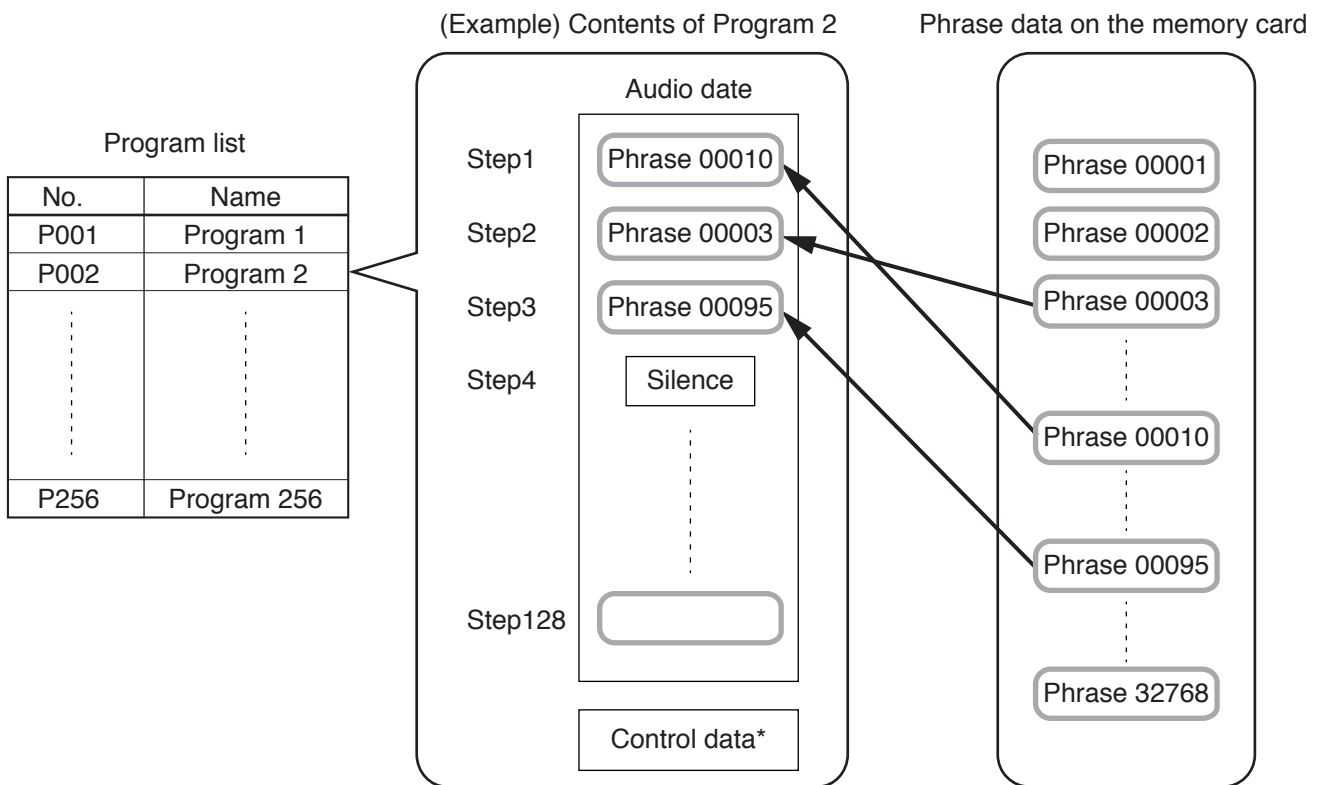 (Example) Contents of Program 2
Phrase data on the memory card
Program list
No. Name
P001 Program 1
P002 Program 2
P256 Program 256
Audio date
Step1 Phrase 00010
Step2 Phrase 00003
Step3 Phrase 00095
Step4 Silence
Step128
Control data*
Phrase 00001
Phrase 00002
Phrase 00003
Phrase 00010
Phrase 00095
Phrase 32768